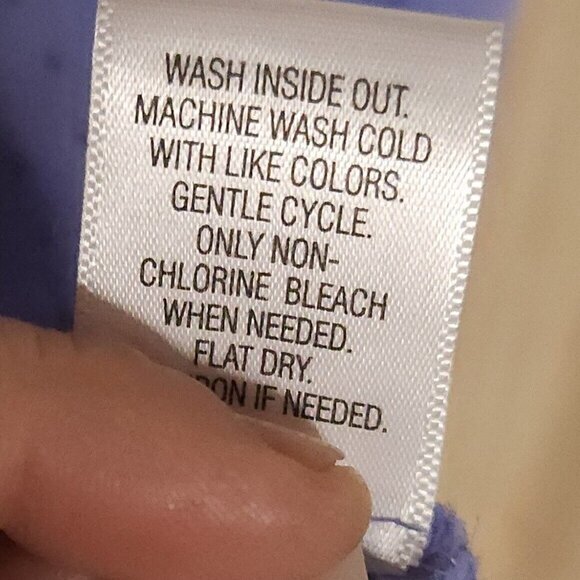 WASH INSIDE OUT.
MACHINE WASH COLD
WITH LIKE COLORS.
GENTLE CYCLE.
ONLY NON-
CHLORINE BLEACH
WHEN NEEDED.
FLAT DRY.
IF NEEDED.